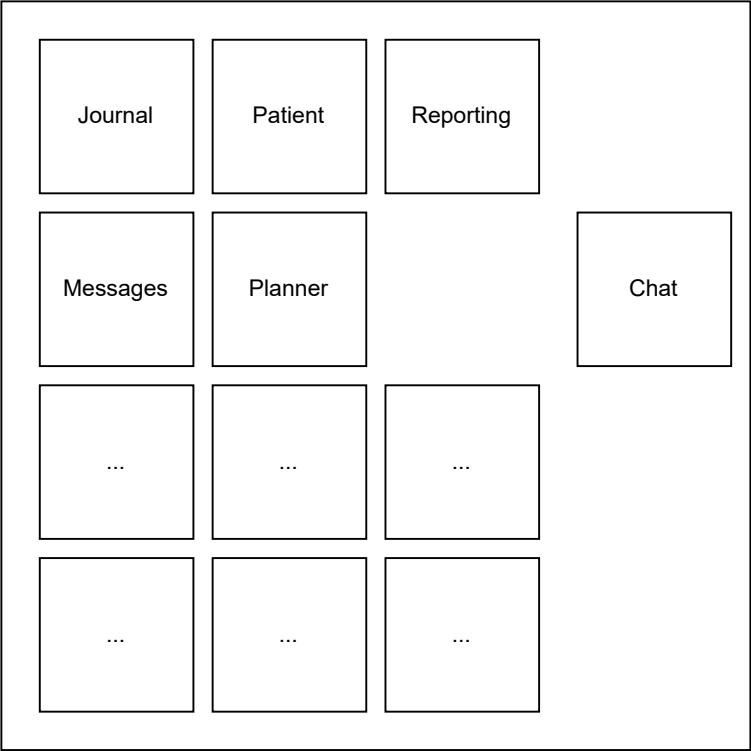 Journal
Patient
Reporting
Messages
Planner
Chat
...
...
...
...
...
...